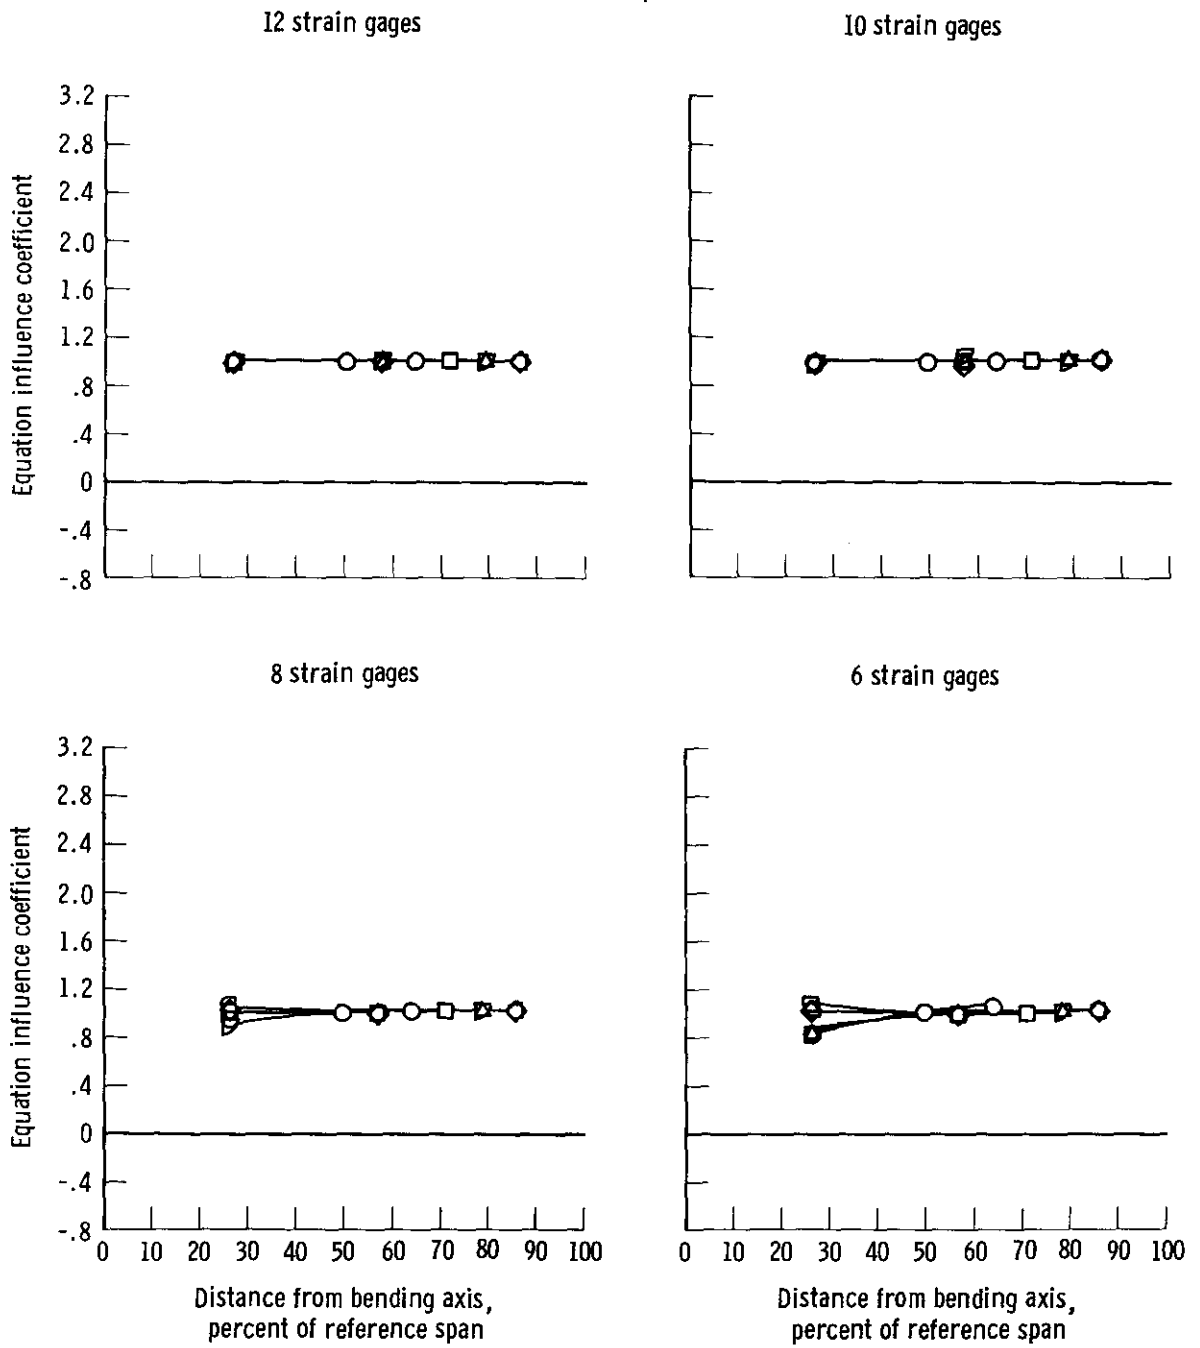 12 strain gages
10 strain gages
Equation influence coefficient
3.2
2.8
2.4
2.0
1.6
1.2
.8
.4
0
-.4
-.8
8 strain gages
6 strain gages
Equation influence coefficient
3.2
2.8
2.4
2.0
1.6
1.2
.8
.4
0
-.4
-.8
0 10 20 30 40 50 60 70 80 90 100
0 10 20 30 40 50 60 70 80 90 100
Distance from bending axis,
percent of reference span
Distance from bending axis,
percent of reference span